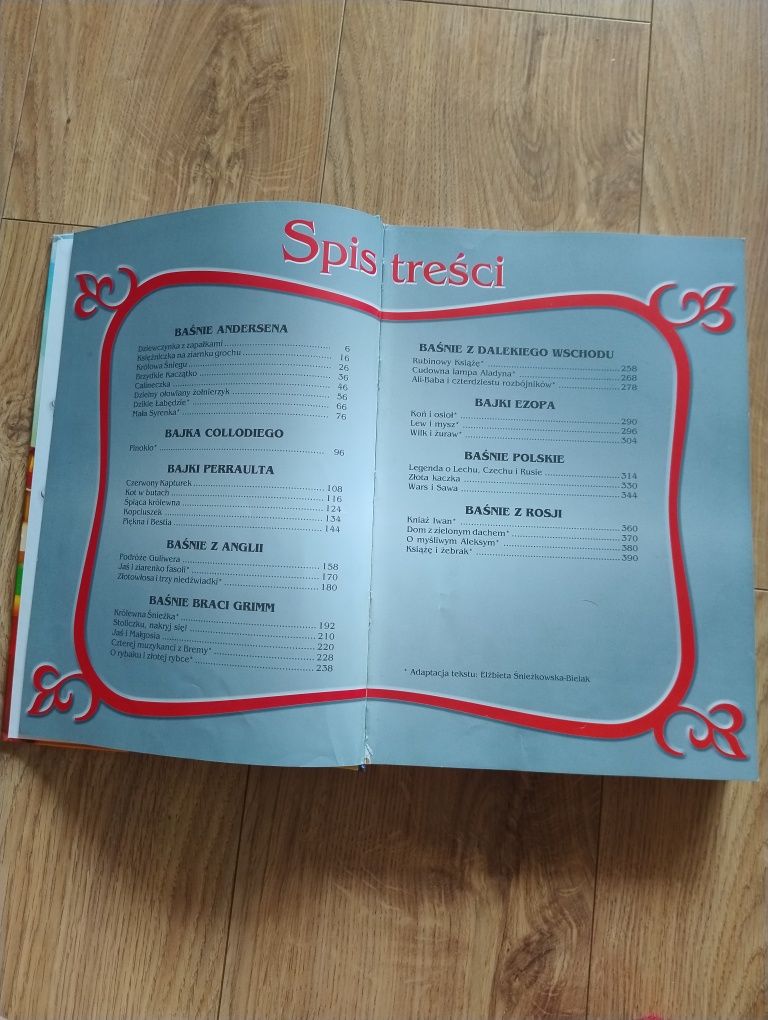 Spis treści
BAŚNIE ANDERSENA
Dziewczynka z zapałkami ........ 6
Księżniczka na ziarnku grochu ........ 16
Królowa Śniegu ........ 26
Brzydkie Kaczątko ........ 36
Calineczka ........ 46
Dzielny ołowiany żołnierzyk ........ 56
Dzikie Łabędzie* ........ 66
Mała Syrenka* ........ 76
BAJKA COLLODIEGO
Pinokio* ........ 96
BAJKI PERRAULTA
Czerwony Kapturek ........ 108
Kot w butach ........ 116
Śpiąca królewna ........ 124
Kopciuszek ........ 134
Piękna i Bestia ........ 144
BAŚNIE Z ANGLII
Podróże Guliwera ........ 158
Jaś i ziarenko fasoli* ........ 170
Złotowłosa i trzy niedźwiadki* ........ 180
BAŚNIE BRACI GRIMM
Królewna Śnieżka* ........ 192
Stoliczku, nakryj się! ........ 210
Jaś i Małgosia ........ 220
Czterej muzykanci z Bremy* ........ 228
O rybaku i złotej rybce* ........ 238
BAŚNIE Z DALEKIEGO WSCHODU
Rubinowy Książę* ........ 258
Cudowna lampa Aladyna* ........ 268
Ali-Baba i czterdziestu rozbójników* ........ 278
BAJKI EZOPA
Koń i osioł* ........ 290
Lew i mysz* ........ 296
Wilk i żuraw* ........ 304
BAŚNIE POLSKIE
Legenda o Lechu, Czechu i Rusie ........ 314
Złota kaczka ........ 330
Wars i Sawa ........ 344
BAŚNIE Z ROSJI
Kniaź Iwan* ........ 360
Dom z zielonym dachem* ........ 370
O myśliwym Aleksym* ........ 380
Książę i żebrak* ........ 390
* Adaptacja tekstu: Elżbieta Śnieżkowska-Bielak